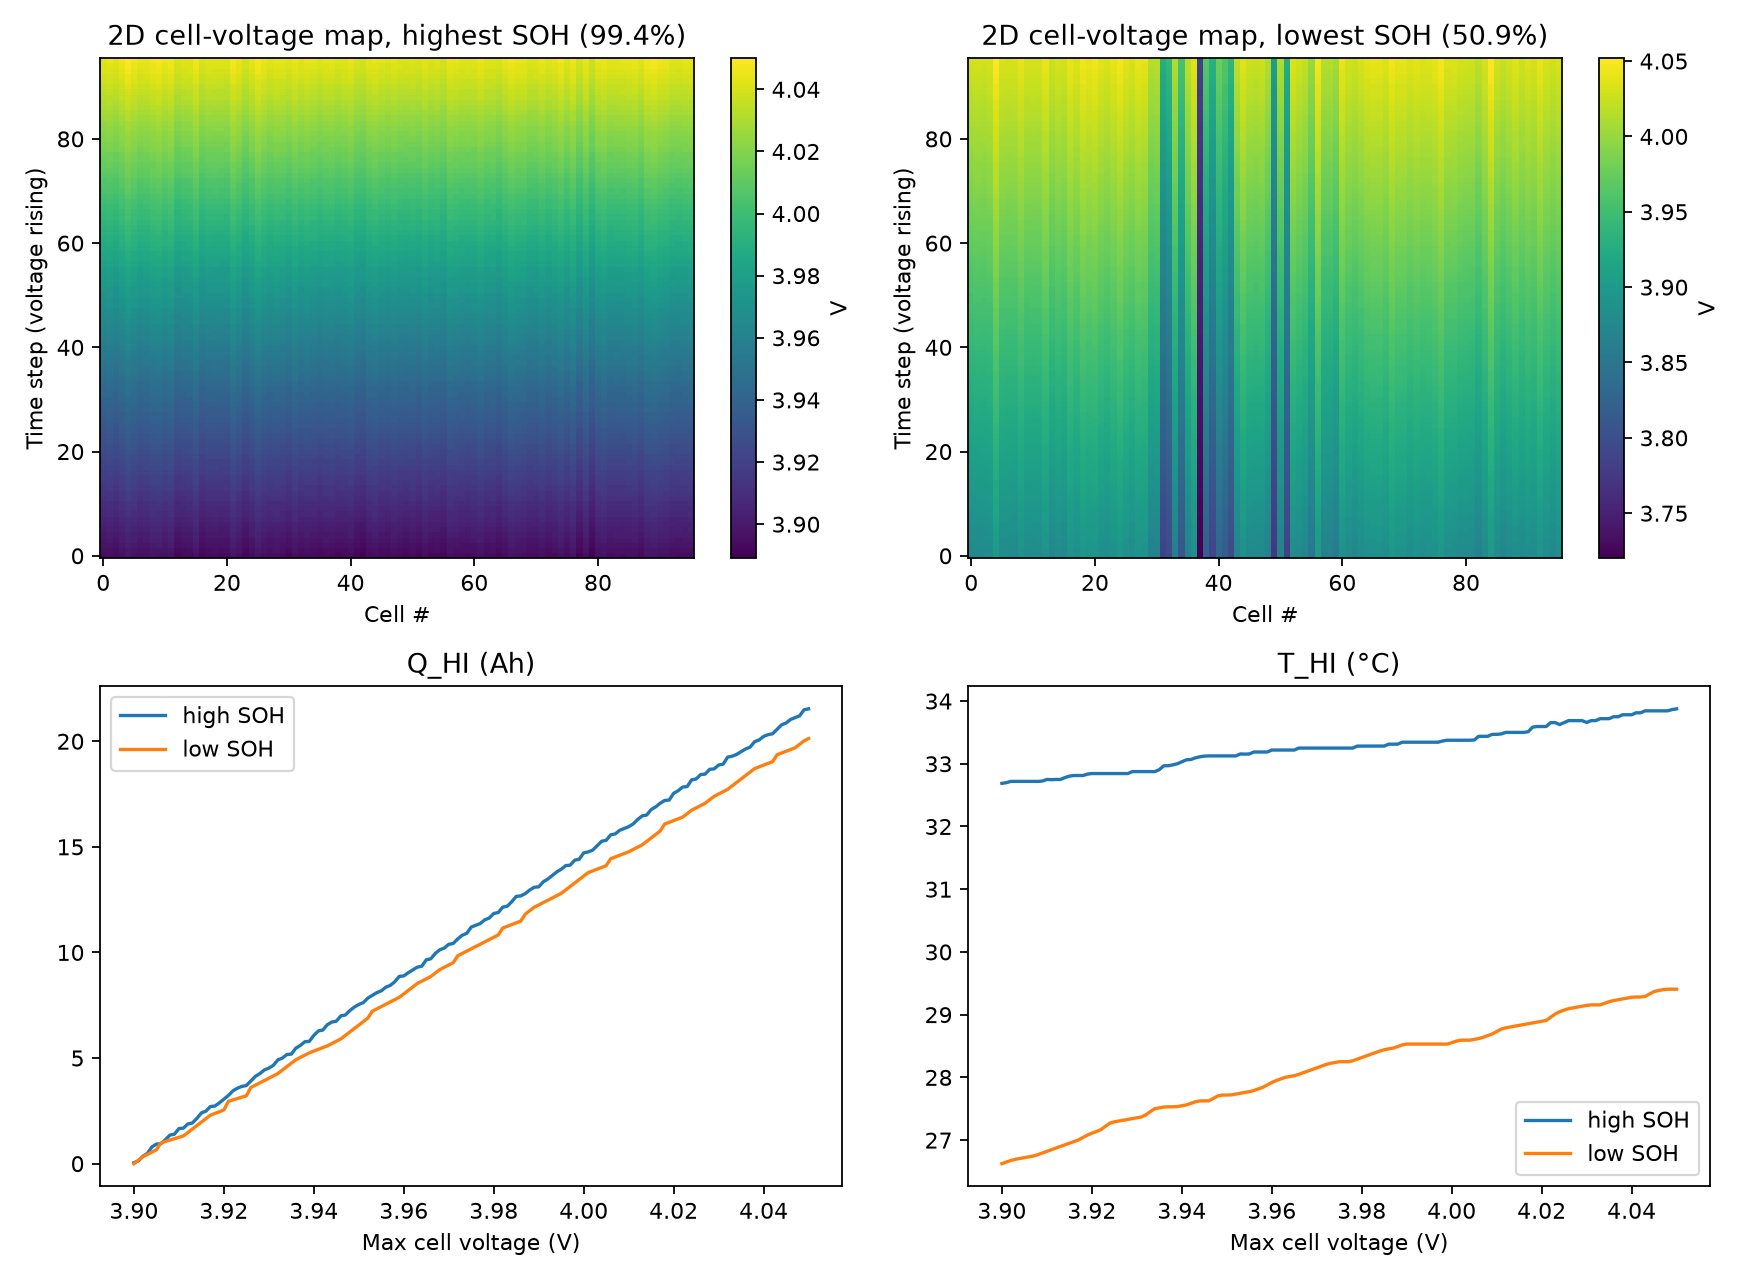 2D cell-voltage map, highest SOH (99.4%)
Time step (voltage rising)
80
60
40
20
0
0 20 40 60 80
Cell #
4.04
4.02
4.00
3.98
3.96
3.94
3.92
3.90
V
2D cell-voltage map, lowest SOH (50.9%)
Time step (voltage rising)
80
60
40
20
0
0 20 40 60 80
Cell #
4.05
4.00
3.95
3.90
3.85
3.80
3.75
V
Q_HI (Ah)
high SOH
low SOH
20
15
10
5
0
3.90 3.92 3.94 3.96 3.98 4.00 4.02 4.04
Max cell voltage (V)
T_HI (°C)
34
33
32
31
30
29
28
27
high SOH
low SOH
3.90 3.92 3.94 3.96 3.98 4.00 4.02 4.04
Max cell voltage (V)